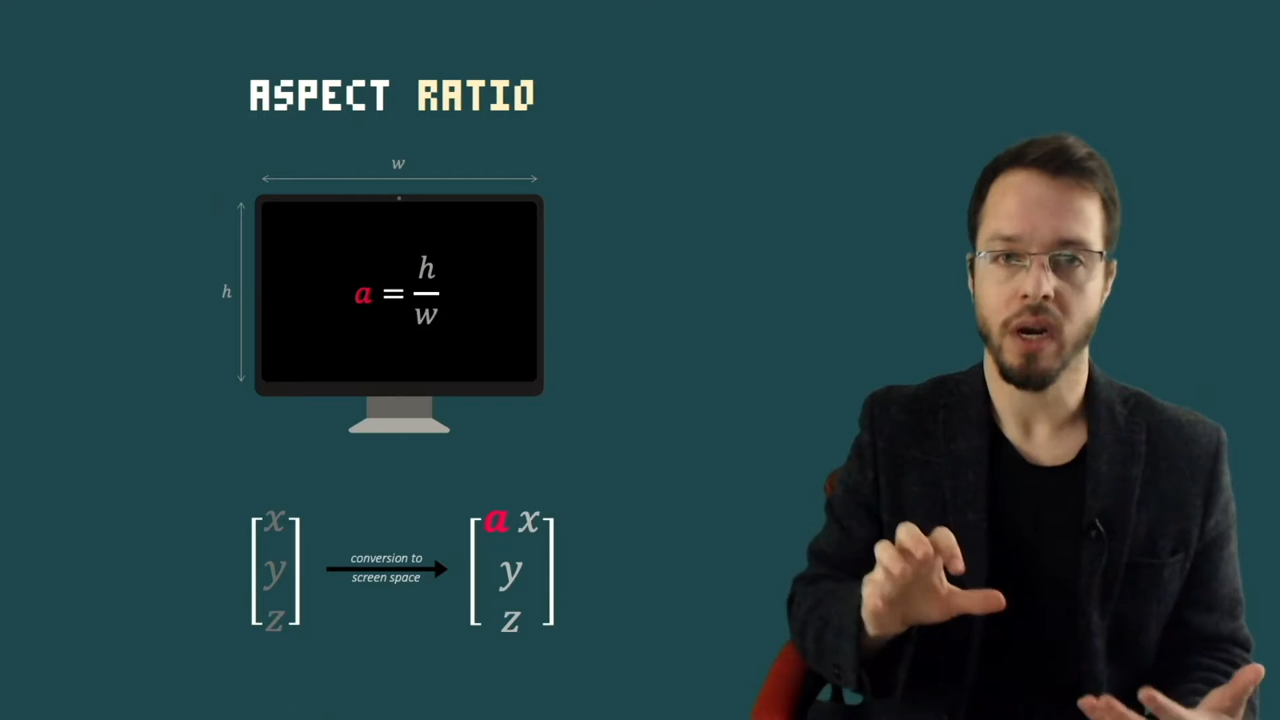 ASPECT RATIO
w
h
a = h/w
[x y z]
conversion to
screen space
[a x y z]